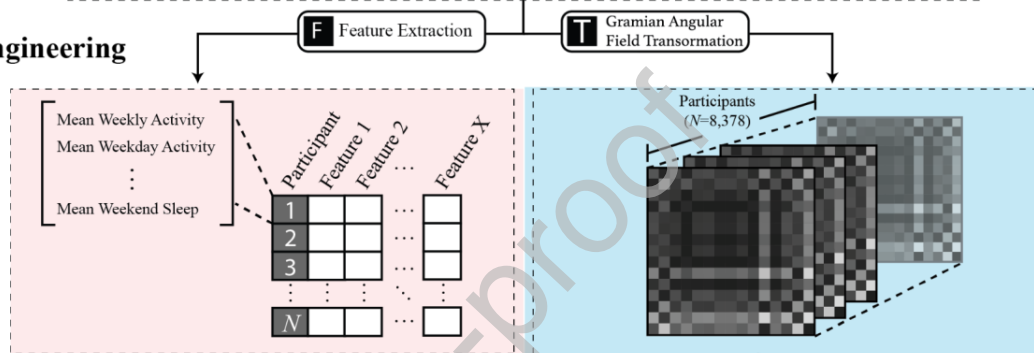 F Feature Extraction
T Gramian Angular
Field Transormation
ngineering
Mean Weekly Activity
Mean Weekday Activity
⋮
Mean Weekend Sleep
Participant
Feature 1
Feature 2
...
Feature X
1
...
2
...
3
...
⋮ ⋮ ⋮ ⋱ ⋮
N
...
Participants
(N=8,378)
proof